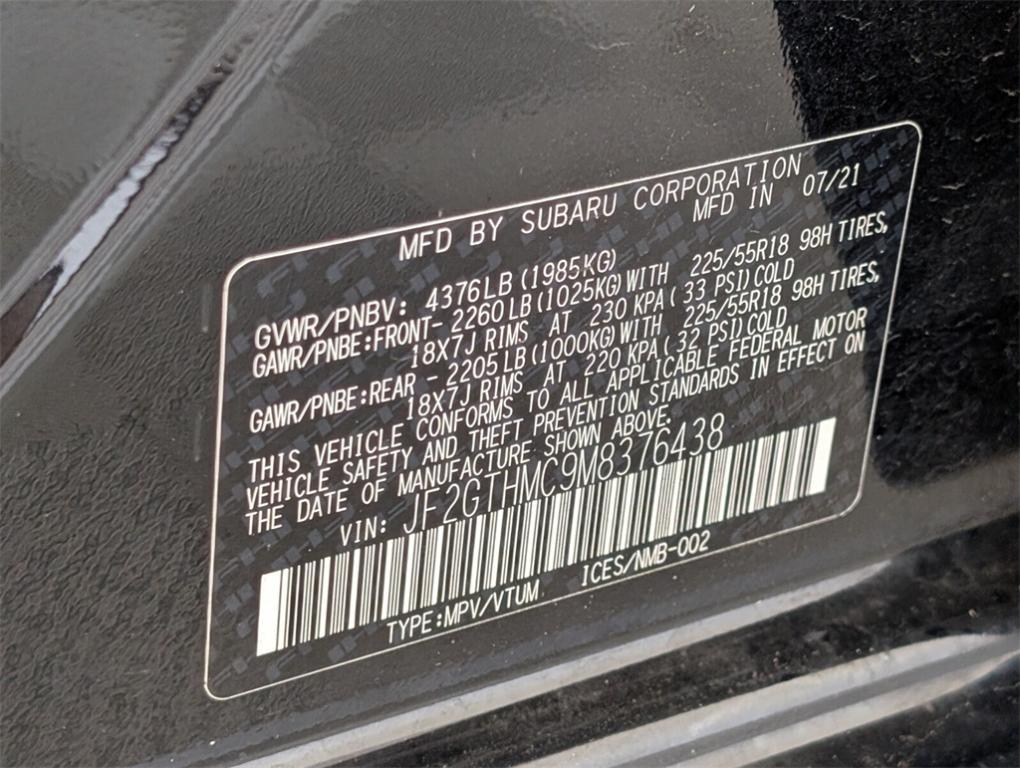 MFD BY SUBARU CORPORATION
MFD IN 07/21
GVWR/PNBV: 4376LB (1985KG)
GAWR/PNBE:FRONT- 2260LB (1025KG) WITH 225/55R18 98H TIRES,
18X7J RIMS AT 230 KPA ( 33 PSI) COLD
GAWR/PNBE:REAR - 2205LB (1000KG) WITH 225/55R18 98H TIRES,
18X7J RIMS AT 220 KPA ( 32 PSI) COLD
THIS VEHICLE CONFORMS TO ALL APPLICABLE FEDERAL MOTOR
VEHICLE SAFETY AND THEFT PREVENTION STANDARDS IN EFFECT ON
THE DATE OF MANUFACTURE SHOWN ABOVE.
VIN: JF2GTHMC9M8376438
TYPE:MPV/VTUM ICES/NMB-002